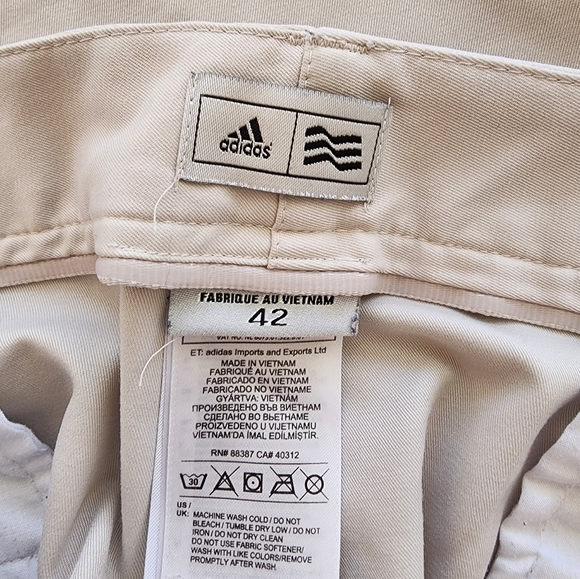 adidas
FABRIQUÉ AU VIETNAM
42
ET: adidas Imports and Exports Ltd
MADE IN VIETNAM
FABRIQUÉ AU VIETNAM
FABRICADO EN VIETNAM
FABRICADO NO VIETNAME
GYÁRTVA: VIETNAM
ПРОИЗВЕДЕНО ВЪВ ВИЕТНАМ
СДЕЛАНО ВО ВЬЕТНАМЕ
PROIZVEDENO U VIJETNAMU
VİETNAM'DA İMAL EDİLMİŞTİR.
RN# 88387 CA# 40312
30
US /
UK: MACHINE WASH COLD / DO NOT
BLEACH / TUMBLE DRY LOW / DO NOT
IRON / DO NOT DRY CLEAN
DO NOT USE FABRIC SOFTENER/
WASH WITH LIKE COLORS/REMOVE
PROMPTLY AFTER WASH